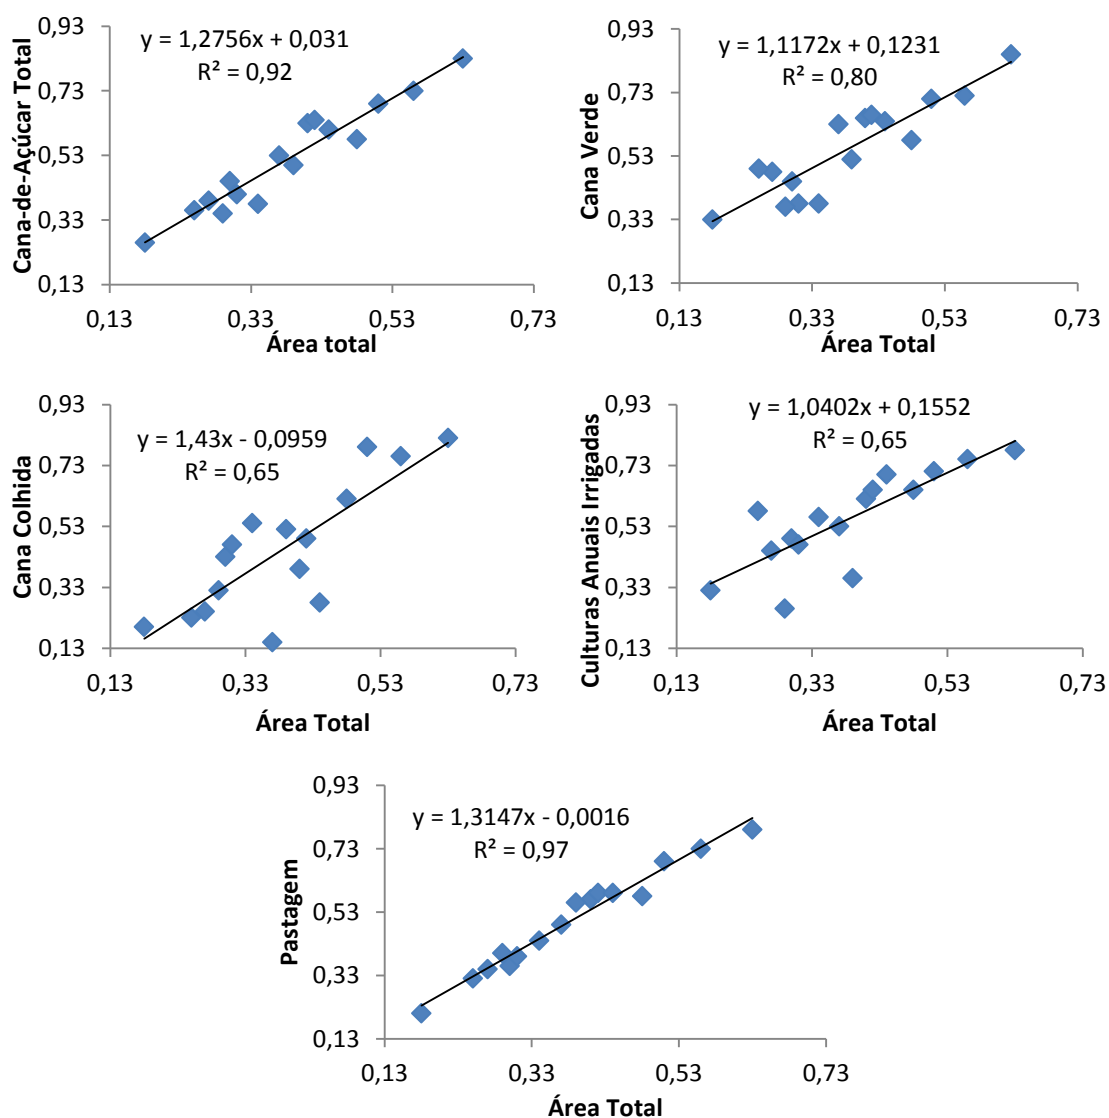 Cana-de-Açúcar Total
0,93
0,73
0,53
0,33
0,13
y = 1,2756x + 0,031
R² = 0,92
0,13
0,33
0,53
0,73
Área total
Cana Verde
0,93
0,73
0,53
0,33
0,13
y = 1,1172x + 0,1231
R² = 0,80
0,13
0,33
0,53
0,73
Área Total
Cana Colhida
0,93
0,73
0,53
0,33
0,13
y = 1,43x - 0,0959
R² = 0,65
0,13
0,33
0,53
0,73
Área Total
Culturas Anuais Irrigadas
0,93
0,73
0,53
0,33
0,13
y = 1,0402x + 0,1552
R² = 0,65
0,13
0,33
0,53
0,73
Área Total
Pastagem
0,93
0,73
0,53
0,33
0,13
y = 1,3147x - 0,0016
R² = 0,97
0,13
0,33
0,53
0,73
Área Total